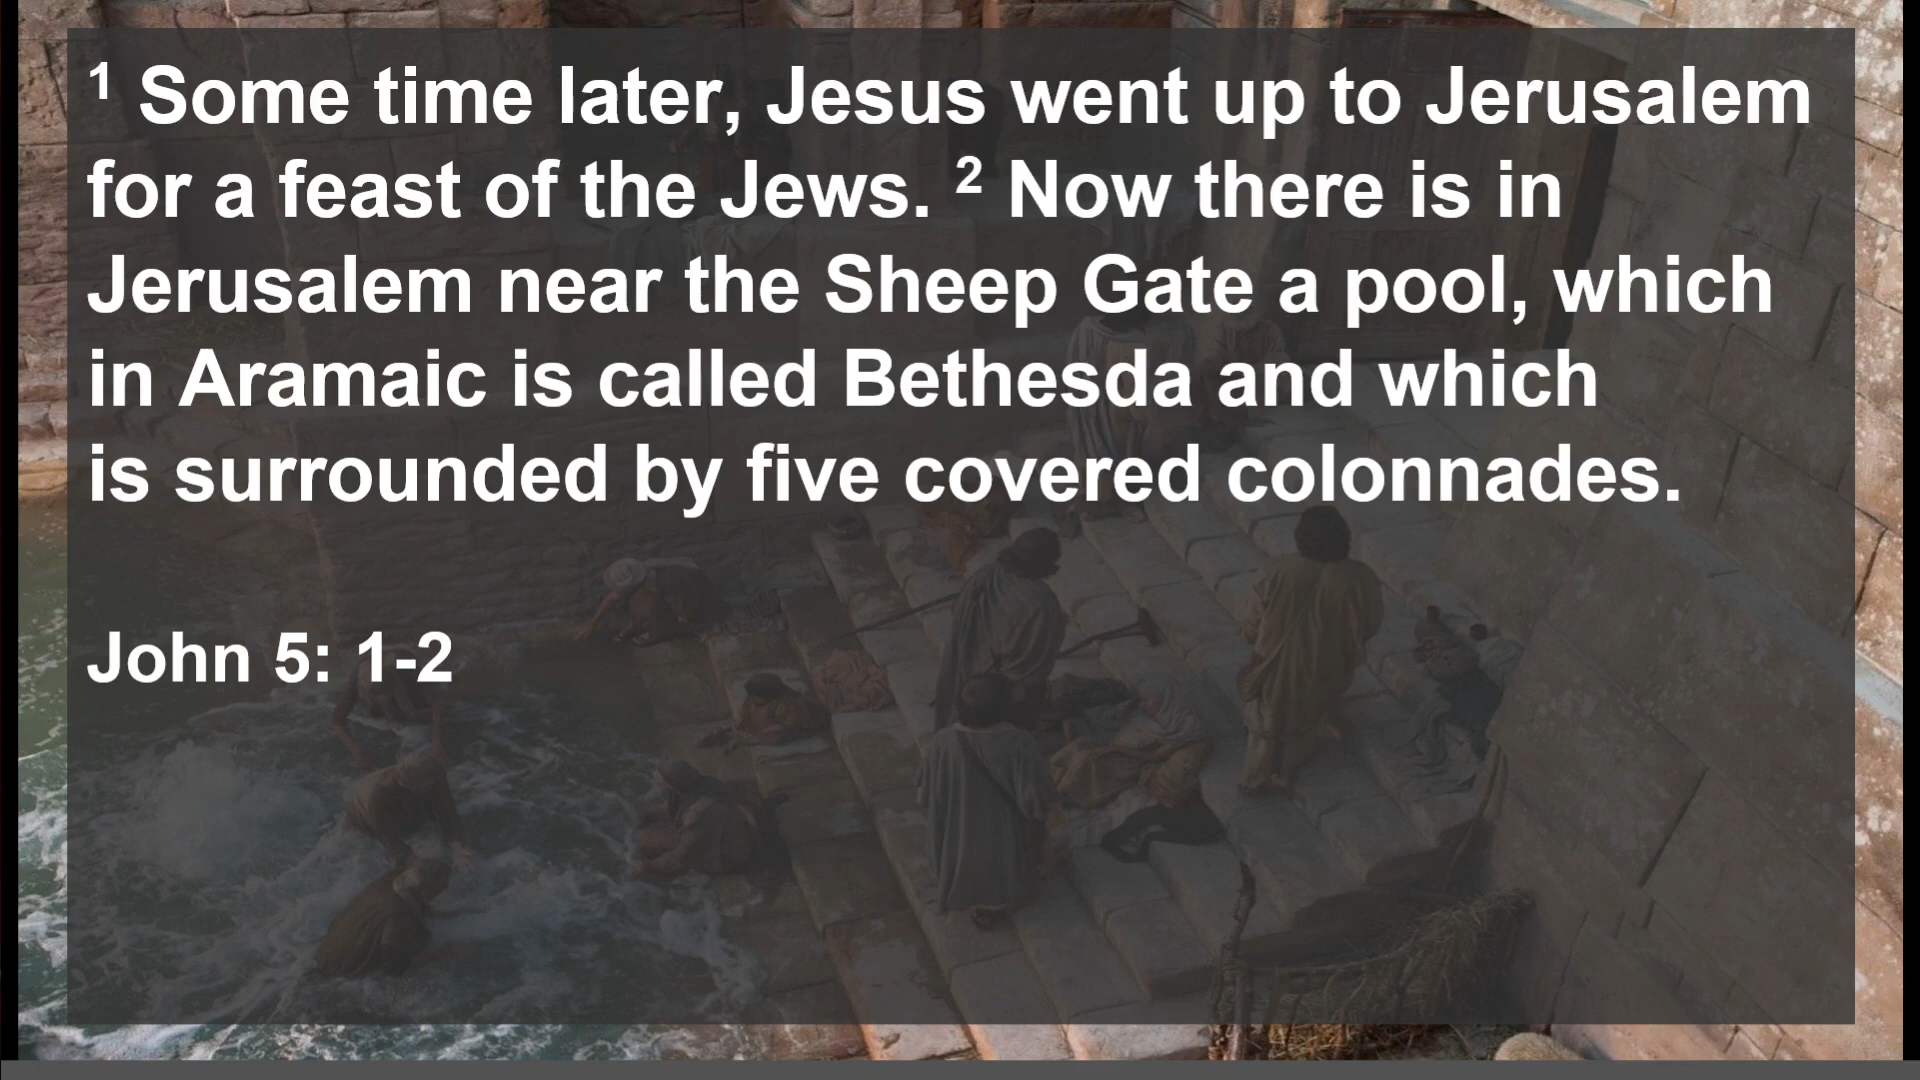 ¹ Some time later, Jesus went up to Jerusalem
for a feast of the Jews. ² Now there is in
Jerusalem near the Sheep Gate a pool, which
in Aramaic is called Bethesda and which
is surrounded by five covered colonnades.
John 5: 1-2